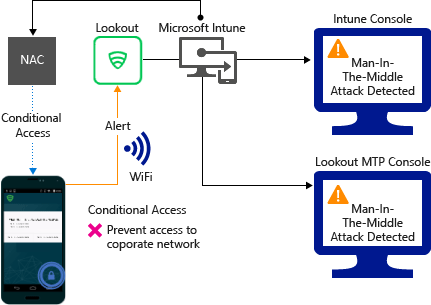 Lookout
Microsoft Intune
Intune Console
NAC
Man-In-
The-Middle
Attack Detected
Conditional
Access
Alert
WiFi
Lookout MTP Console
Man-In-
The-Middle
Attack Detected
Conditional Access
Prevent access to
coporate network